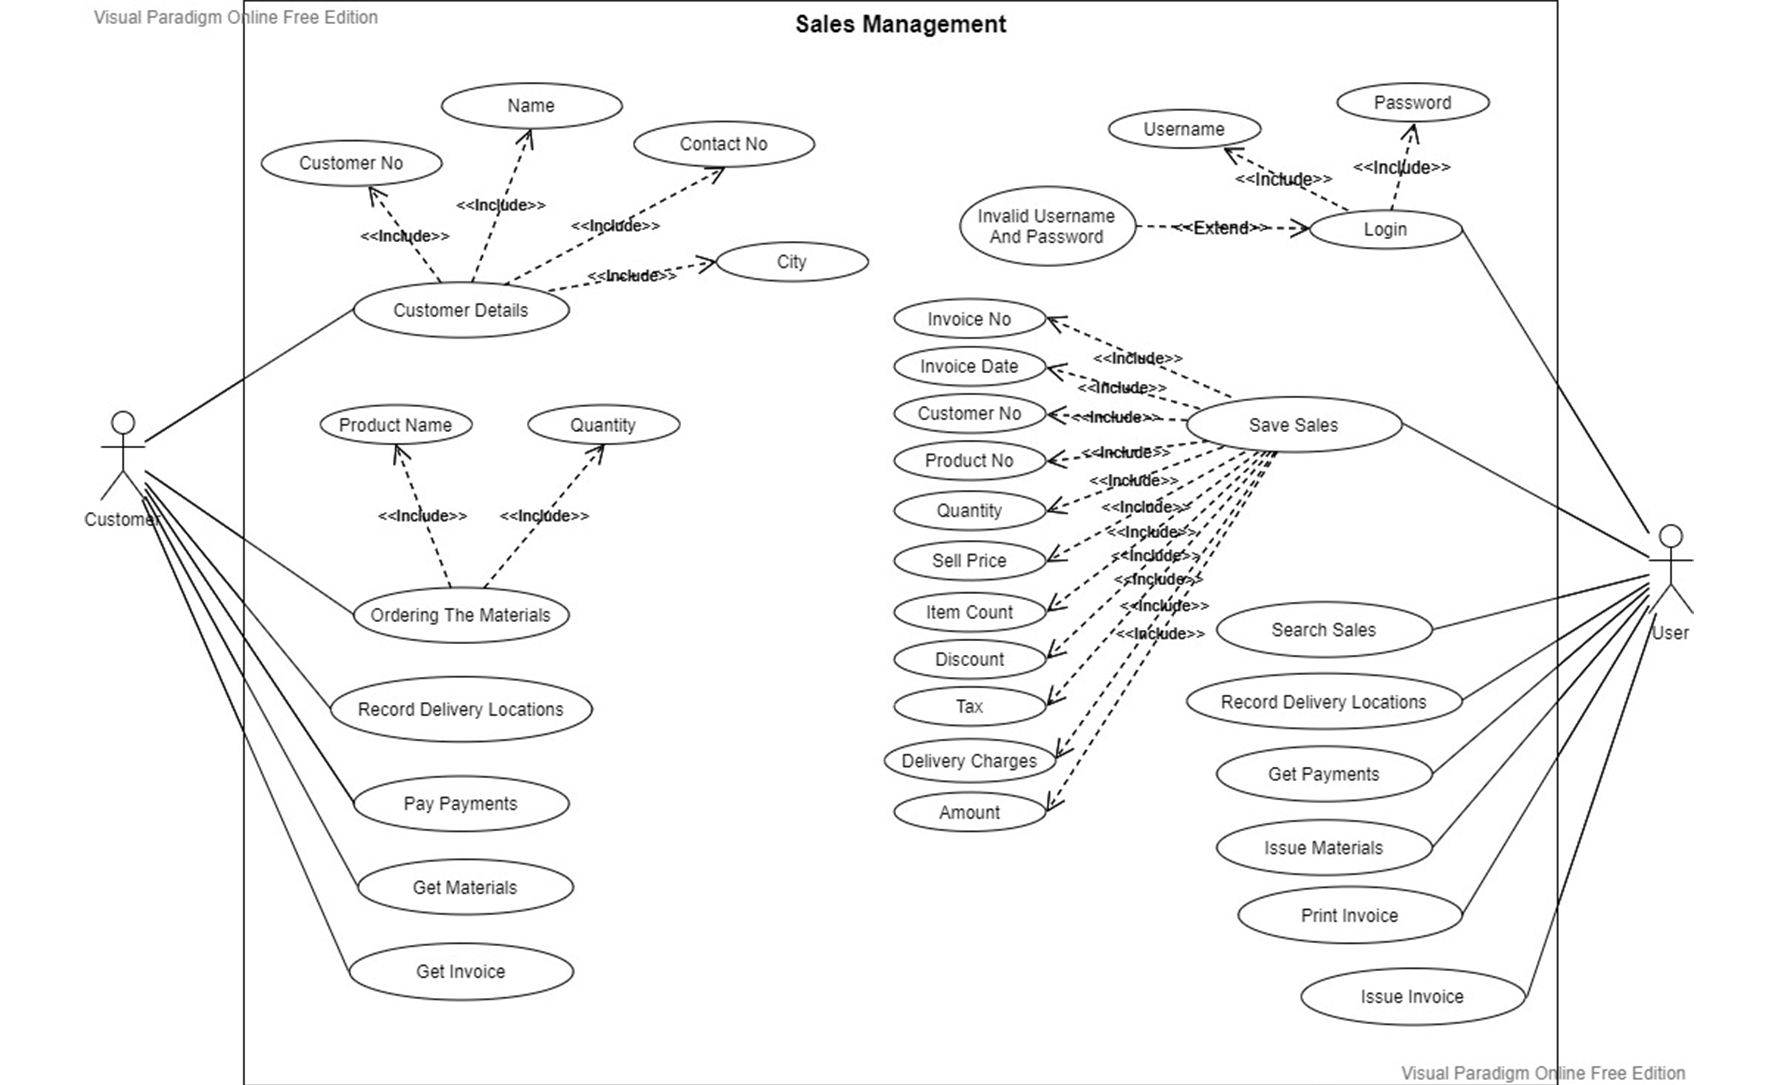 Visual Paradigm Online Free Edition
Sales Management
Name
Customer No
Contact No
<<Include>>
<<Include>>
<<Include>>
<<Include>>
City
Customer Details
Username
Password
<<Include>>
<<Include>>
Invalid Username
And Password
<<Extend>>
Login
Product Name
Quantity
<<Include>>
<<Include>>
Customer
Ordering The Materials
Record Delivery Locations
Pay Payments
Get Materials
Get Invoice
Invoice No
Invoice Date
Customer No
Product No
Quantity
Sell Price
Item Count
Discount
Tax
Delivery Charges
Amount
<<Include>>
<<Include>>
<<Include>>
<<Include>>
<<Include>>
<<Include>>
<<Include>>
<<Include>>
<<Include>>
<<Include>>
<<Include>>
Save Sales
Search Sales
User
Record Delivery Locations
Get Payments
Issue Materials
Print Invoice
Issue Invoice
Visual Paradigm Online Free Edition